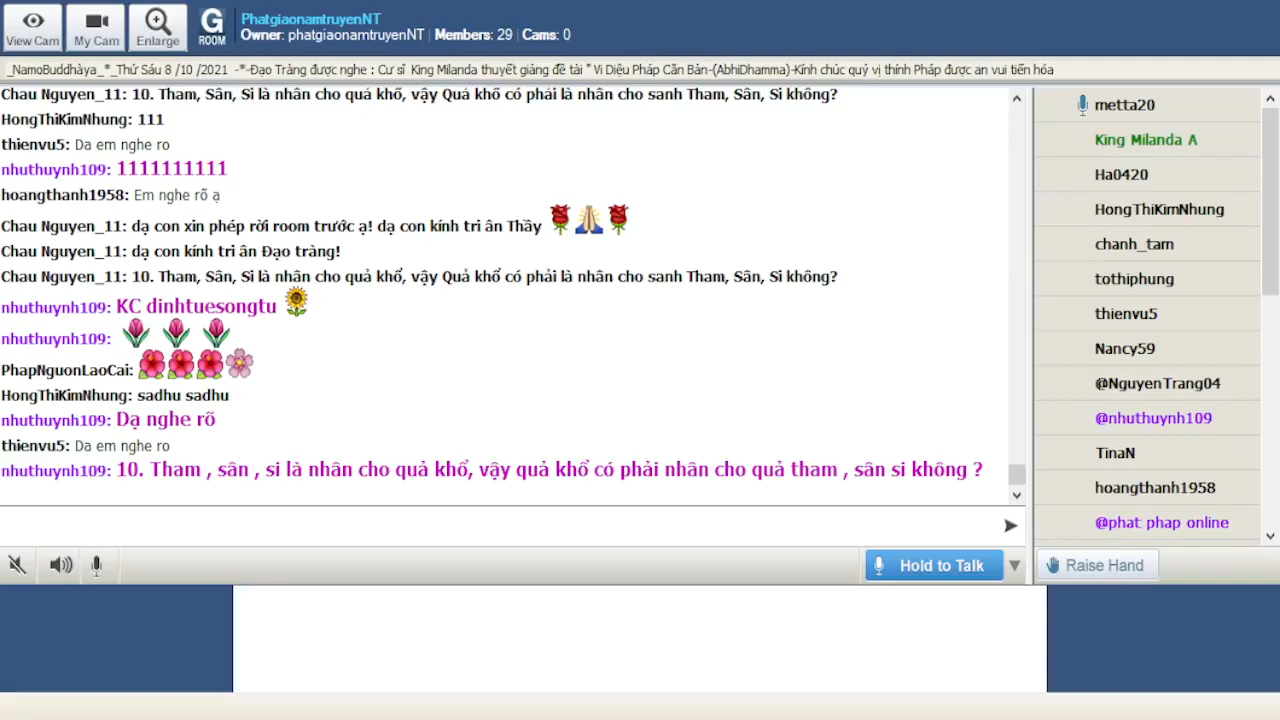 View Cam
My Cam
Enlarge
G
ROOM
PhatgiaonamtruyenNT
Owner: phatgiaonamtruyenNT | Members: 29 | Cams: 0
_NamoBuddhàya_*_Thứ Sáu 8 /10 /2021 -*-Đạo Tràng được nghe : Cư sĩ King Milanda thuyết giảng đề tài " Vi Diệu Pháp Căn Bản-(AbhiDhamma)-Kính chúc quý vị thính Pháp được an vui tiến hóa
Chau Nguyen_11: 10. Tham, Sân, Si là nhân cho quả khổ, vậy Quả khổ có phải là nhân cho sanh Tham, Sân, Si không?
HongThiKimNhung: 111
thienvu5: Da em nghe ro
nhuthuynh109: 1111111111
hoangthanh1958: Em nghe rõ ạ
Chau Nguyen_11: dạ con xin phép rời room trước ạ! dạ con kính tri ân Thầy
Chau Nguyen_11: dạ con kính tri ân Đạo tràng!
Chau Nguyen_11: 10. Tham, Sân, Si là nhân cho quả khổ, vậy Quả khổ có phải là nhân cho sanh Tham, Sân, Si không?
nhuthuynh109: KC dinhtuesongtu
nhuthuynh109:
PhapNguonLaoCai:
HongThiKimNhung: sadhu sadhu
nhuthuynh109: Dạ nghe rõ
thienvu5: Da em nghe ro
nhuthuynh109: 10. Tham , sân , si là nhân cho quả khổ, vậy quả khổ có phải nhân cho quả tham , sân si không ?
Hold to Talk
metta20
King Milanda A
Ha0420
HongThiKimNhung
chanh_tam
tothiphung
thienvu5
Nancy59
@NguyenTrang04
@nhuthuynh109
TinaN
hoangthanh1958
@phat phap online
Raise Hand